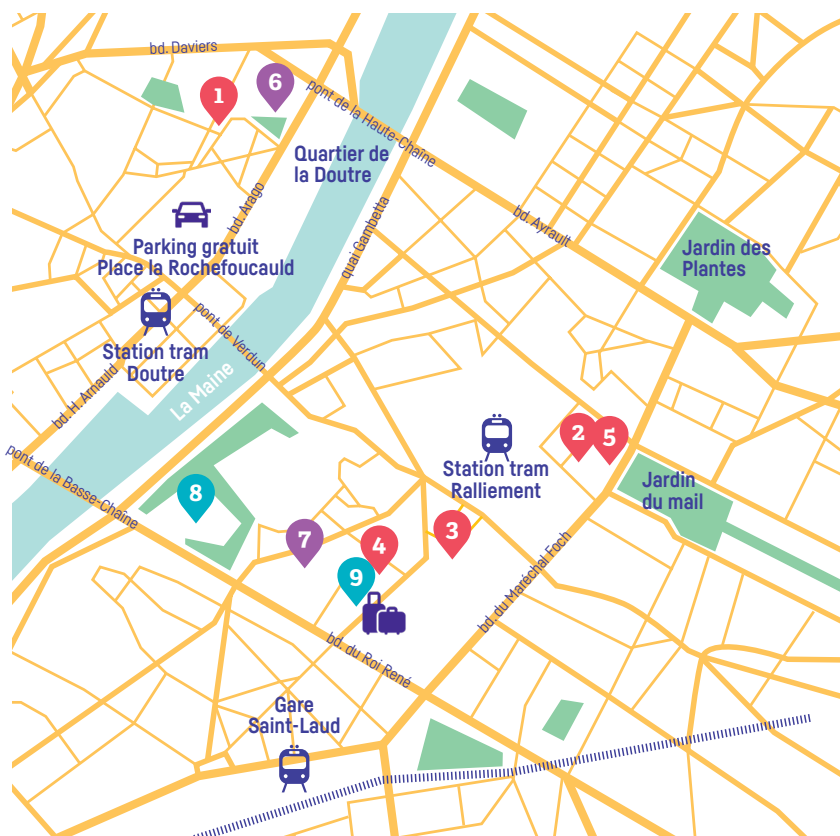 bd. Daviers
1
6
pont de la Haute-Chaîne
Quartier de
la Doutre
bd. Arago
quai Gambetta
bd. Ayrault
Parking gratuit
Place la Rochefoucauld
Jardin des
Plantes
Station tram
Doutre
pont de Verdun
bd. H. Arnauld
La Maine
pont de la Basse-Chaîne
2
5
Station tram
Ralliement
Jardin
du mail
8
3
7
4
9
bd. du Maréchal Foch
bd. du Roi René
Gare
Saint-Laud